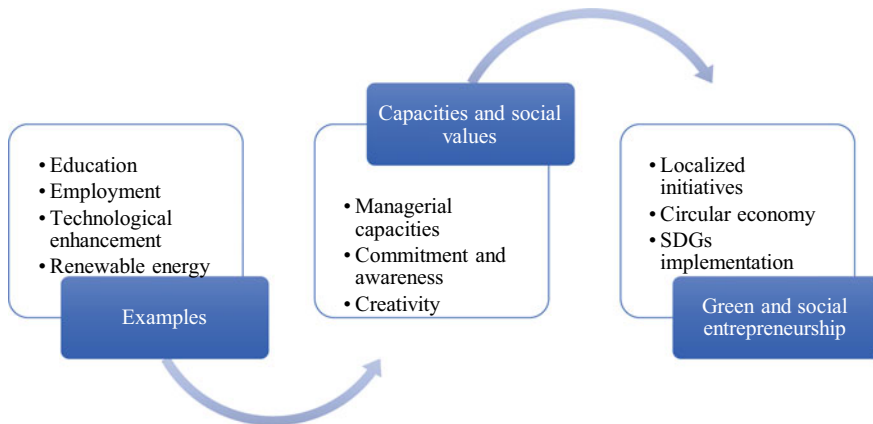 • Education
• Employment
• Technological
enhancement
• Renewable energy
Examples
Capacities and social
values
• Managerial
capacities
• Commitment and
awareness
• Creativity
• Localized
initiatives
• Circular economy
• SDGs
implementation
Green and social
entrepreneurship